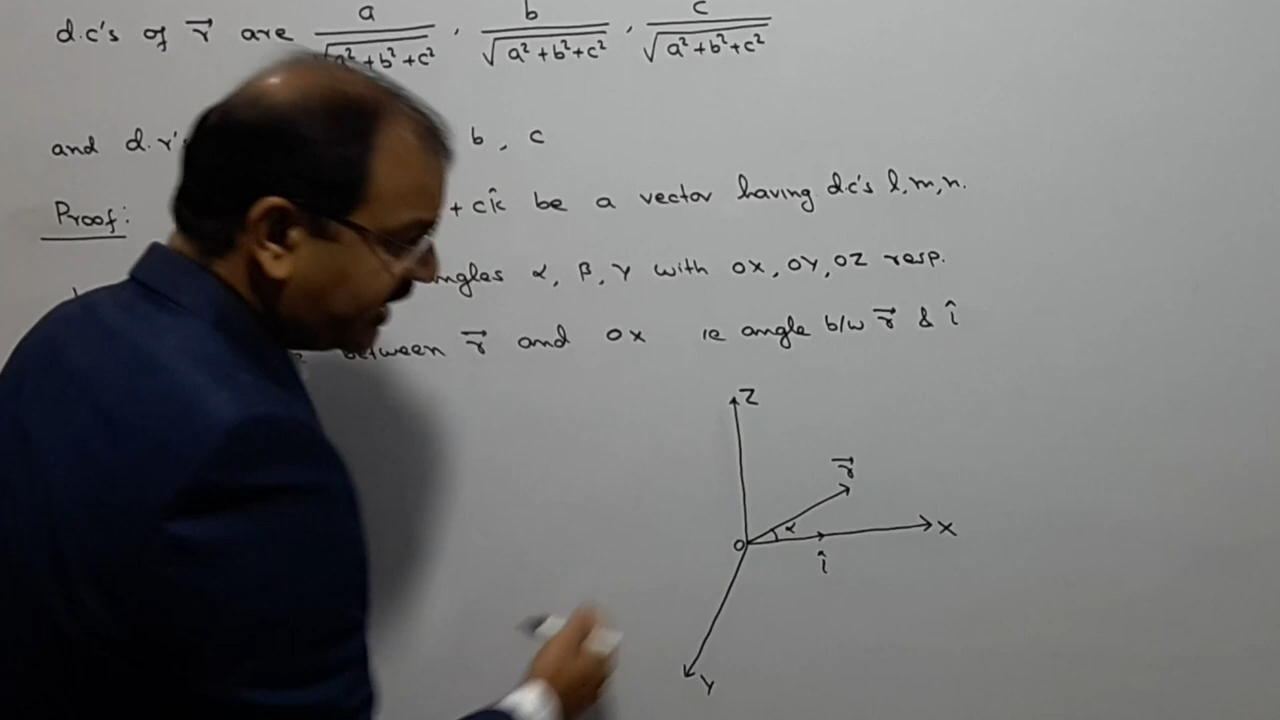 d.c's of r⃗ are a/√(a²+b²+c²) , b/√(a²+b²+c²) , c/√(a²+b²+c²)
and d.r's b , c
Proof: + ck̂ be a vector having d.c's l, m, n.
angles α, β, γ with OX, OY, OZ resp.
between r⃗ and OX ie angle b/w r⃗ & î
Z
r⃗
α
O
X
î
Y